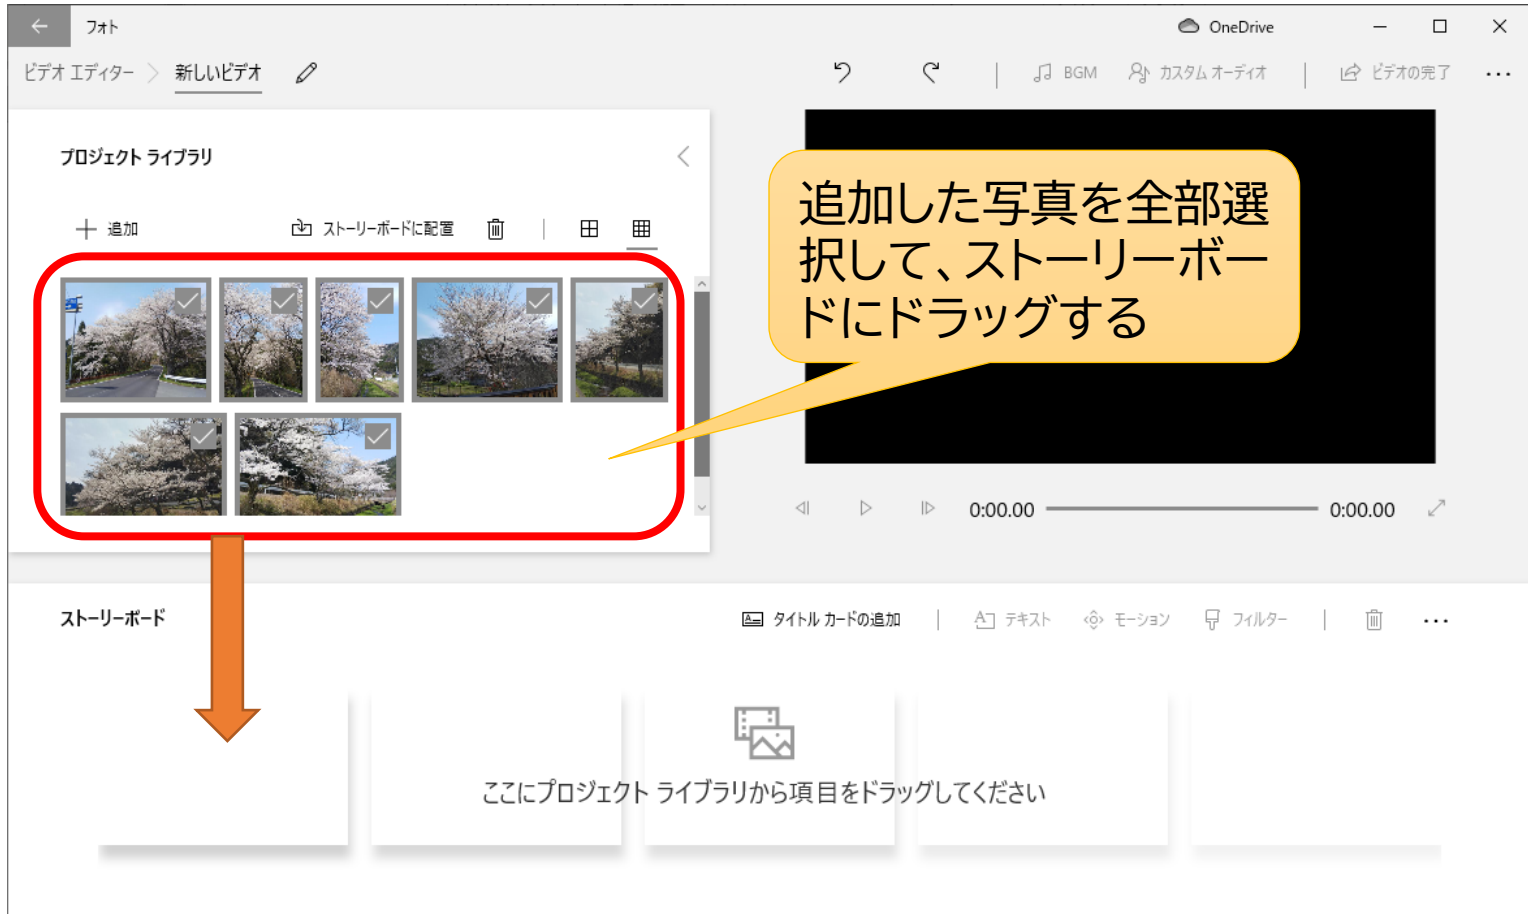 フォト
OneDrive
ビデオ エディター
新しいビデオ
BGM
カスタム オーディオ
ビデオの完了
プロジェクト ライブラリ
追加
ストーリーボードに配置
追加した写真を全部選
択して、ストーリーボー
ドにドラッグする
0:00.00
0:00.00
ストーリーボード
タイトル カードの追加
テキスト
モーション
フィルター
ここにプロジェクト ライブラリから項目をドラッグしてください